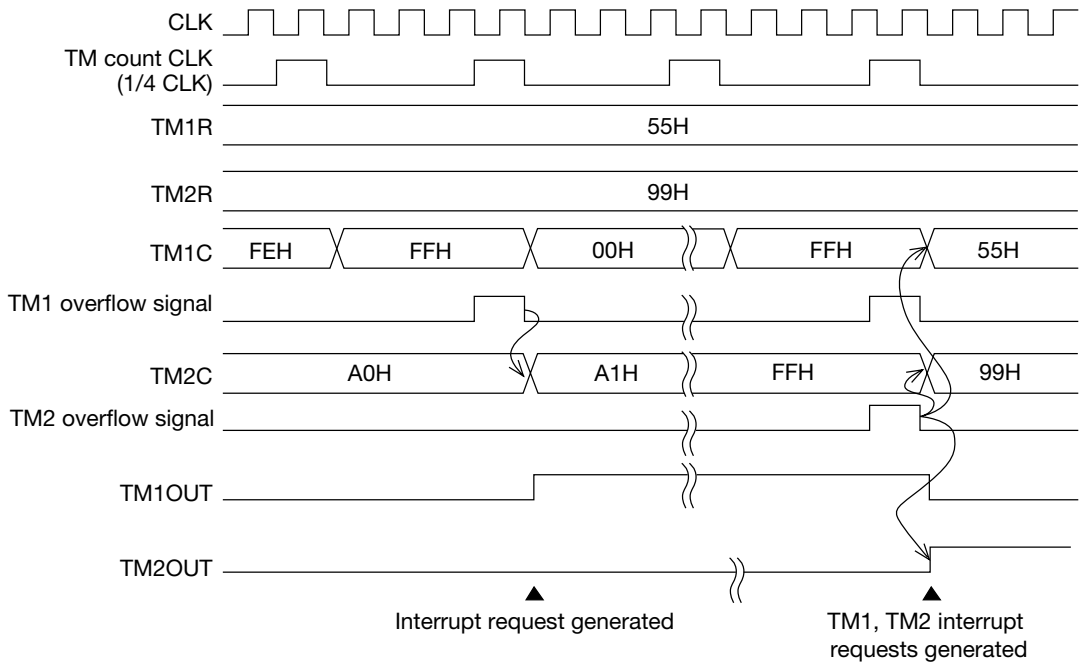 CLK
TM count CLK
(1/4 CLK)
TM1R
55H
TM2R
99H
TM1C
FEH
FFH
00H
FFH
55H
TM1 overflow signal
TM2C
A0H
A1H
FFH
99H
TM2 overflow signal
TM1OUT
TM2OUT
Interrupt request generated
TM1, TM2 interrupt
requests generated